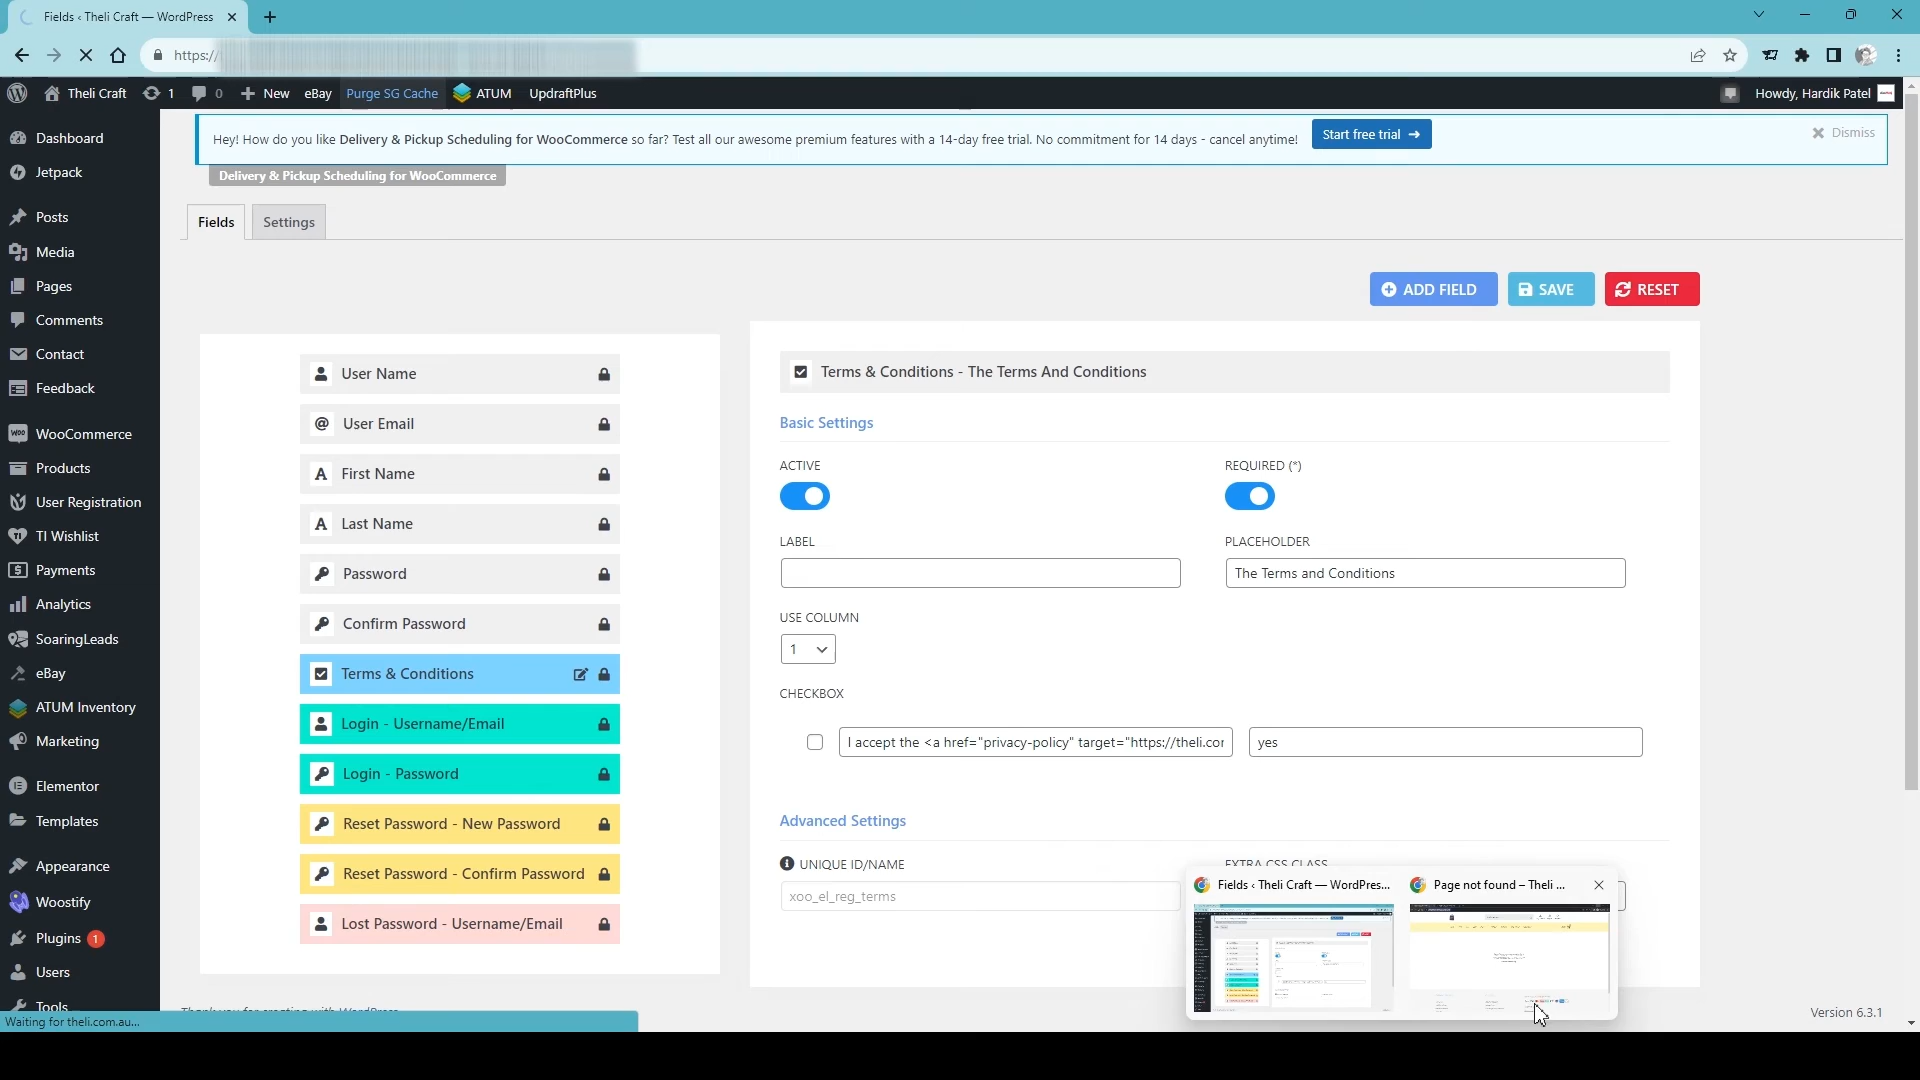 Fields ‹ Theli Craft — WordPress
https://
Theli Craft
1
0
New
eBay
Purge SG Cache
ATUM
UpdraftPlus
Howdy, Hardik Patel
Hey! How do you like Delivery & Pickup Scheduling for WooCommerce so far? Test all our awesome premium features with a 14-day free trial. No commitment for 14 days - cancel anytime!
Start free trial →
Dismiss
Delivery & Pickup Scheduling for WooCommerce
Dashboard
Jetpack
Posts
Media
Pages
Comments
Contact
Feedback
WooCommerce
Products
User Registration
TI Wishlist
Payments
Analytics
SoaringLeads
eBay
ATUM Inventory
Marketing
Elementor
Templates
Appearance
Woostify
Plugins 1
Users
Tools
Fields
Settings
ADD FIELD
SAVE
RESET
User Name
User Email
First Name
Last Name
Password
Confirm Password
Terms & Conditions
Login - Username/Email
Login - Password
Reset Password - New Password
Reset Password - Confirm Password
Lost Password - Username/Email
Terms & Conditions - The Terms And Conditions
Basic Settings
ACTIVE
REQUIRED (*)
LABEL
PLACEHOLDER
The Terms and Conditions
USE COLUMN
1
CHECKBOX
I accept the <a href="privacy-policy" target="https://theli.cor
yes
Advanced Settings
UNIQUE ID/NAME
EXTRA CSS CLASS
xoo_el_reg_terms
Fields ‹ Theli Craft — WordPres...
Page not found – Theli ...
Thank you for creating with WordPress
Version 6.3.1
Waiting for theli.com.au...